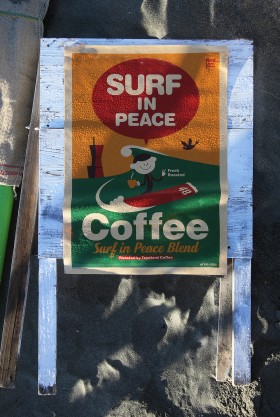 SURF
IN
PEACE
Fresh
Roasted
Coffee
Surf in Peace Blend